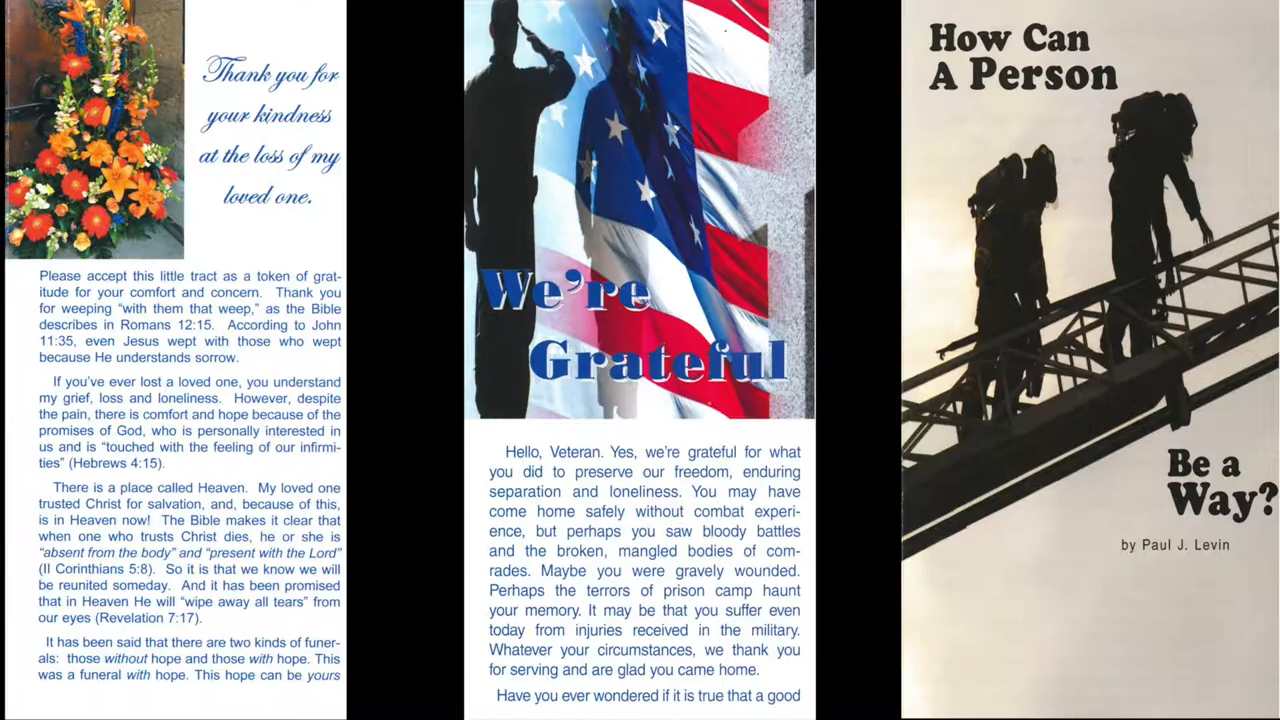 Thank you for
your kindness
at the loss of my
loved one.
Please accept this little tract as a token of grat-
itude for your comfort and concern. Thank you
for weeping “with them that weep,” as the Bible
describes in Romans 12:15. According to John
11:35, even Jesus wept with those who wept
because He understands sorrow.
If you’ve ever lost a loved one, you understand
my grief, loss and loneliness. However, despite
the pain, there is comfort and hope because of the
promises of God, who is personally interested in
us and is “touched with the feeling of our infirmi-
ties” (Hebrews 4:15).
There is a place called Heaven. My loved one
trusted Christ for salvation, and, because of this,
is in Heaven now! The Bible makes it clear that
when one who trusts Christ dies, he or she is
“absent from the body” and “present with the Lord”
(II Corinthians 5:8). So it is that we know we will
be reunited someday. And it has been promised
that in Heaven He will “wipe away all tears” from
our eyes (Revelation 7:17).
It has been said that there are two kinds of funer-
als: those without hope and those with hope. This
was a funeral with hope. This hope can be yours
We’re
Grateful
Hello, Veteran. Yes, we’re grateful for what
you did to preserve our freedom, enduring
separation and loneliness. You may have
come home safely without combat experi-
ence, but perhaps you saw bloody battles
and the broken, mangled bodies of com-
rades. Maybe you were gravely wounded.
Perhaps the terrors of prison camp haunt
your memory. It may be that you suffer even
today from injuries received in the military.
Whatever your circumstances, we thank you
for serving and are glad you came home.
Have you ever wondered if it is true that a good
How Can
A Person
Be a
Way?
by Paul J. Levin